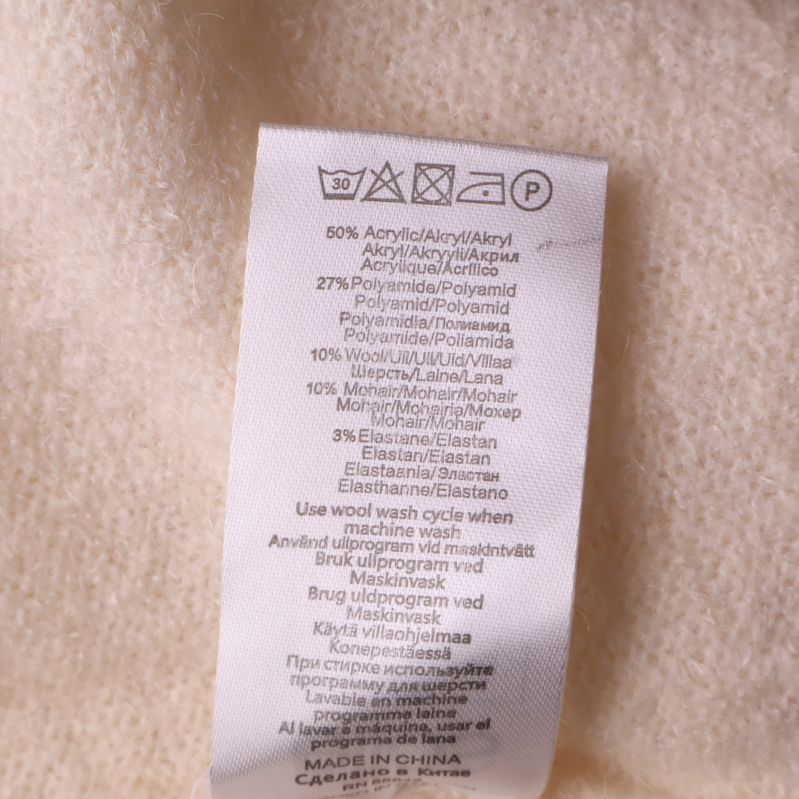 30 P
50% Acrylic/Akryl/Akryl
Akryl/Akryyli/Акрил
Acrylique/Acrílico
27% Polyamide/Polyamid
Polyamid/Polyamid
Polyamidia/Полиамид
Polyamide/Poliamida
10% Wool/Ull/Ull/Uld/Villaa
Шерсть/Laine/Lana
10% Mohair/Mohair/Mohair
Mohair/Mohairia/Мохер
Mohair/Mohair
3% Elastane/Elastan
Elastan/Elastan
Elastaania/Эластан
Elasthanne/Elastano
Use wool wash cycle when
machine wash
Använd ullprogram vid maskintvätt
Bruk ullprogram ved
Maskinvask
Brug uldprogram ved
Maskinvask
Käytä villaohjelmaa
Konepestäessä
При стирке используйте
программу для шерсти
Lavable en machine
programme laine
Al lavar a máquina, usar el
programa de lana
MADE IN CHINA
Сделано в Китае
RN